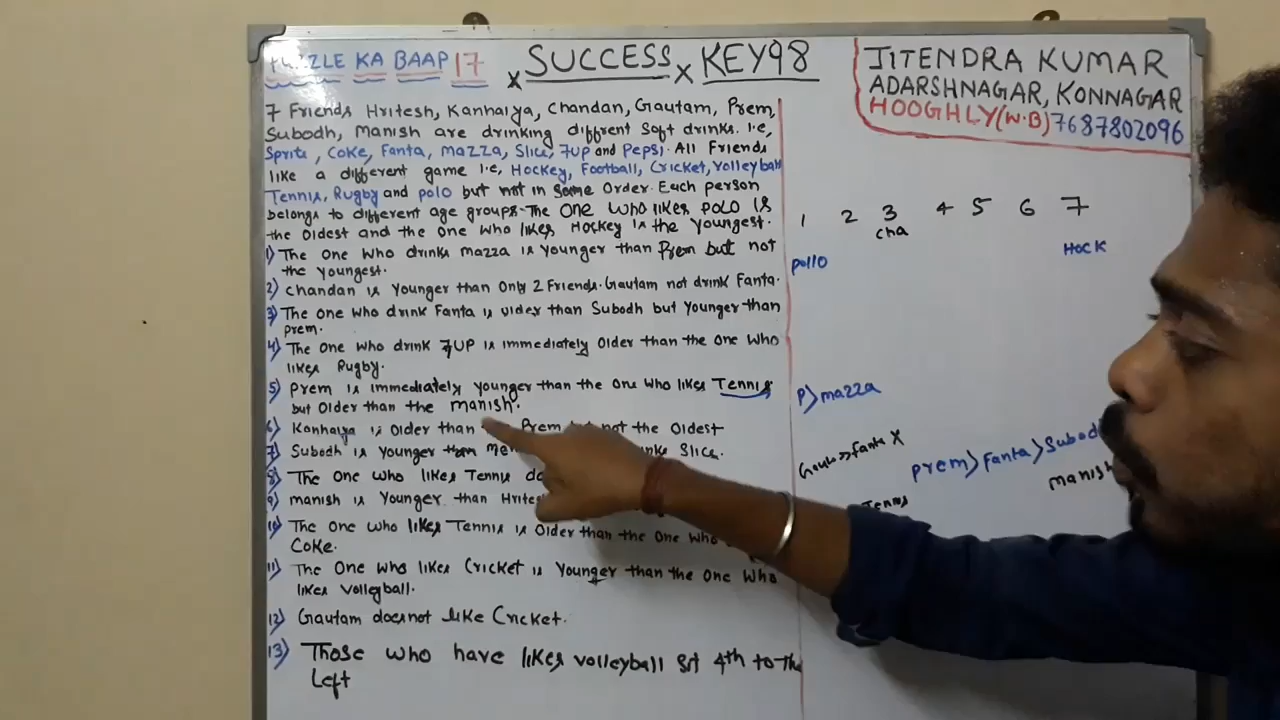 PUZZLE KA BAAP 17
x SUCCESS x KEY98
JITENDRA KUMAR
ADARSHNAGAR, KONNAGAR
HOOGHLY(W.B) 7687802096
7 Friends Hritesh, Kanhaiya, Chandan, Gautam, Prem,
Subodh, Manish are drinking diffrent Soft drinks. i.e,
Sprite, Coke, Fanta, Mazza, Slice, 7up and Pepsi. All Friends
like a different game i.e, Hockey, Football, Cricket, Volleyball
Tennis, Rugby and polo but not in Same Order. Each person
belongs to different age groups. The One Who likes POLO is
the Oldest and the one who likes Hockey is the Youngest.
1) The one who drinks mazza is Younger than Prem but not
the youngest.
2) Chandan is Younger than Only 2 Friends. Gautam not drink Fanta.
3) The one who drink Fanta is older than Subodh but Younger than
prem.
4) The One who drink 7UP is immediately Older than the One Who
likes Rugby.
5) Prem is immediately younger than the One who likes Tennis
but Older than the manish.
6) Kanhaiya is Older than Prem not the Oldest
7) Subodh is Younger than Slice.
8) The One who likes Tennis
9) manish is Younger than
10) The One who likes Tennis is Older than the One who
Coke.
11) The One who likes Cricket is Younger than the One Who
likes Volleyball.
12) Gautam doesnot like Cricket.
13) Those who have likes volleyball sit 4th to the
Left
1 2 3 4 5 6 7
cha
pollo
Hock
P>mazza
Fanta X
prem>Fanta>
manish
Tennis